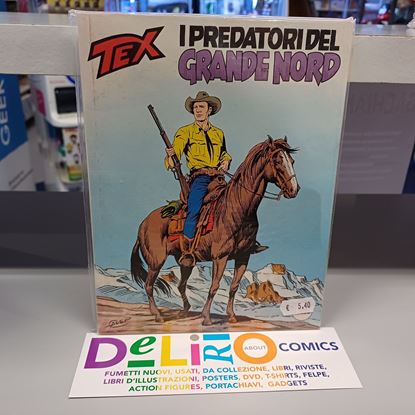 TEX
I PREDATORI DEL
GRANDE NORD
€ 5,40
DeLiRiO ABOUT COMICS
FUMETTI NUOVI, USATI, DA COLLEZIONE, LIBRI, RIVISTE,
LIBRI D'ILLUSTRAZIONI, POSTERS, DVD, T-SHIRTS, FELPE,
ACTION FIGURES, PORTACHIAVI, GADGETS
GEEK